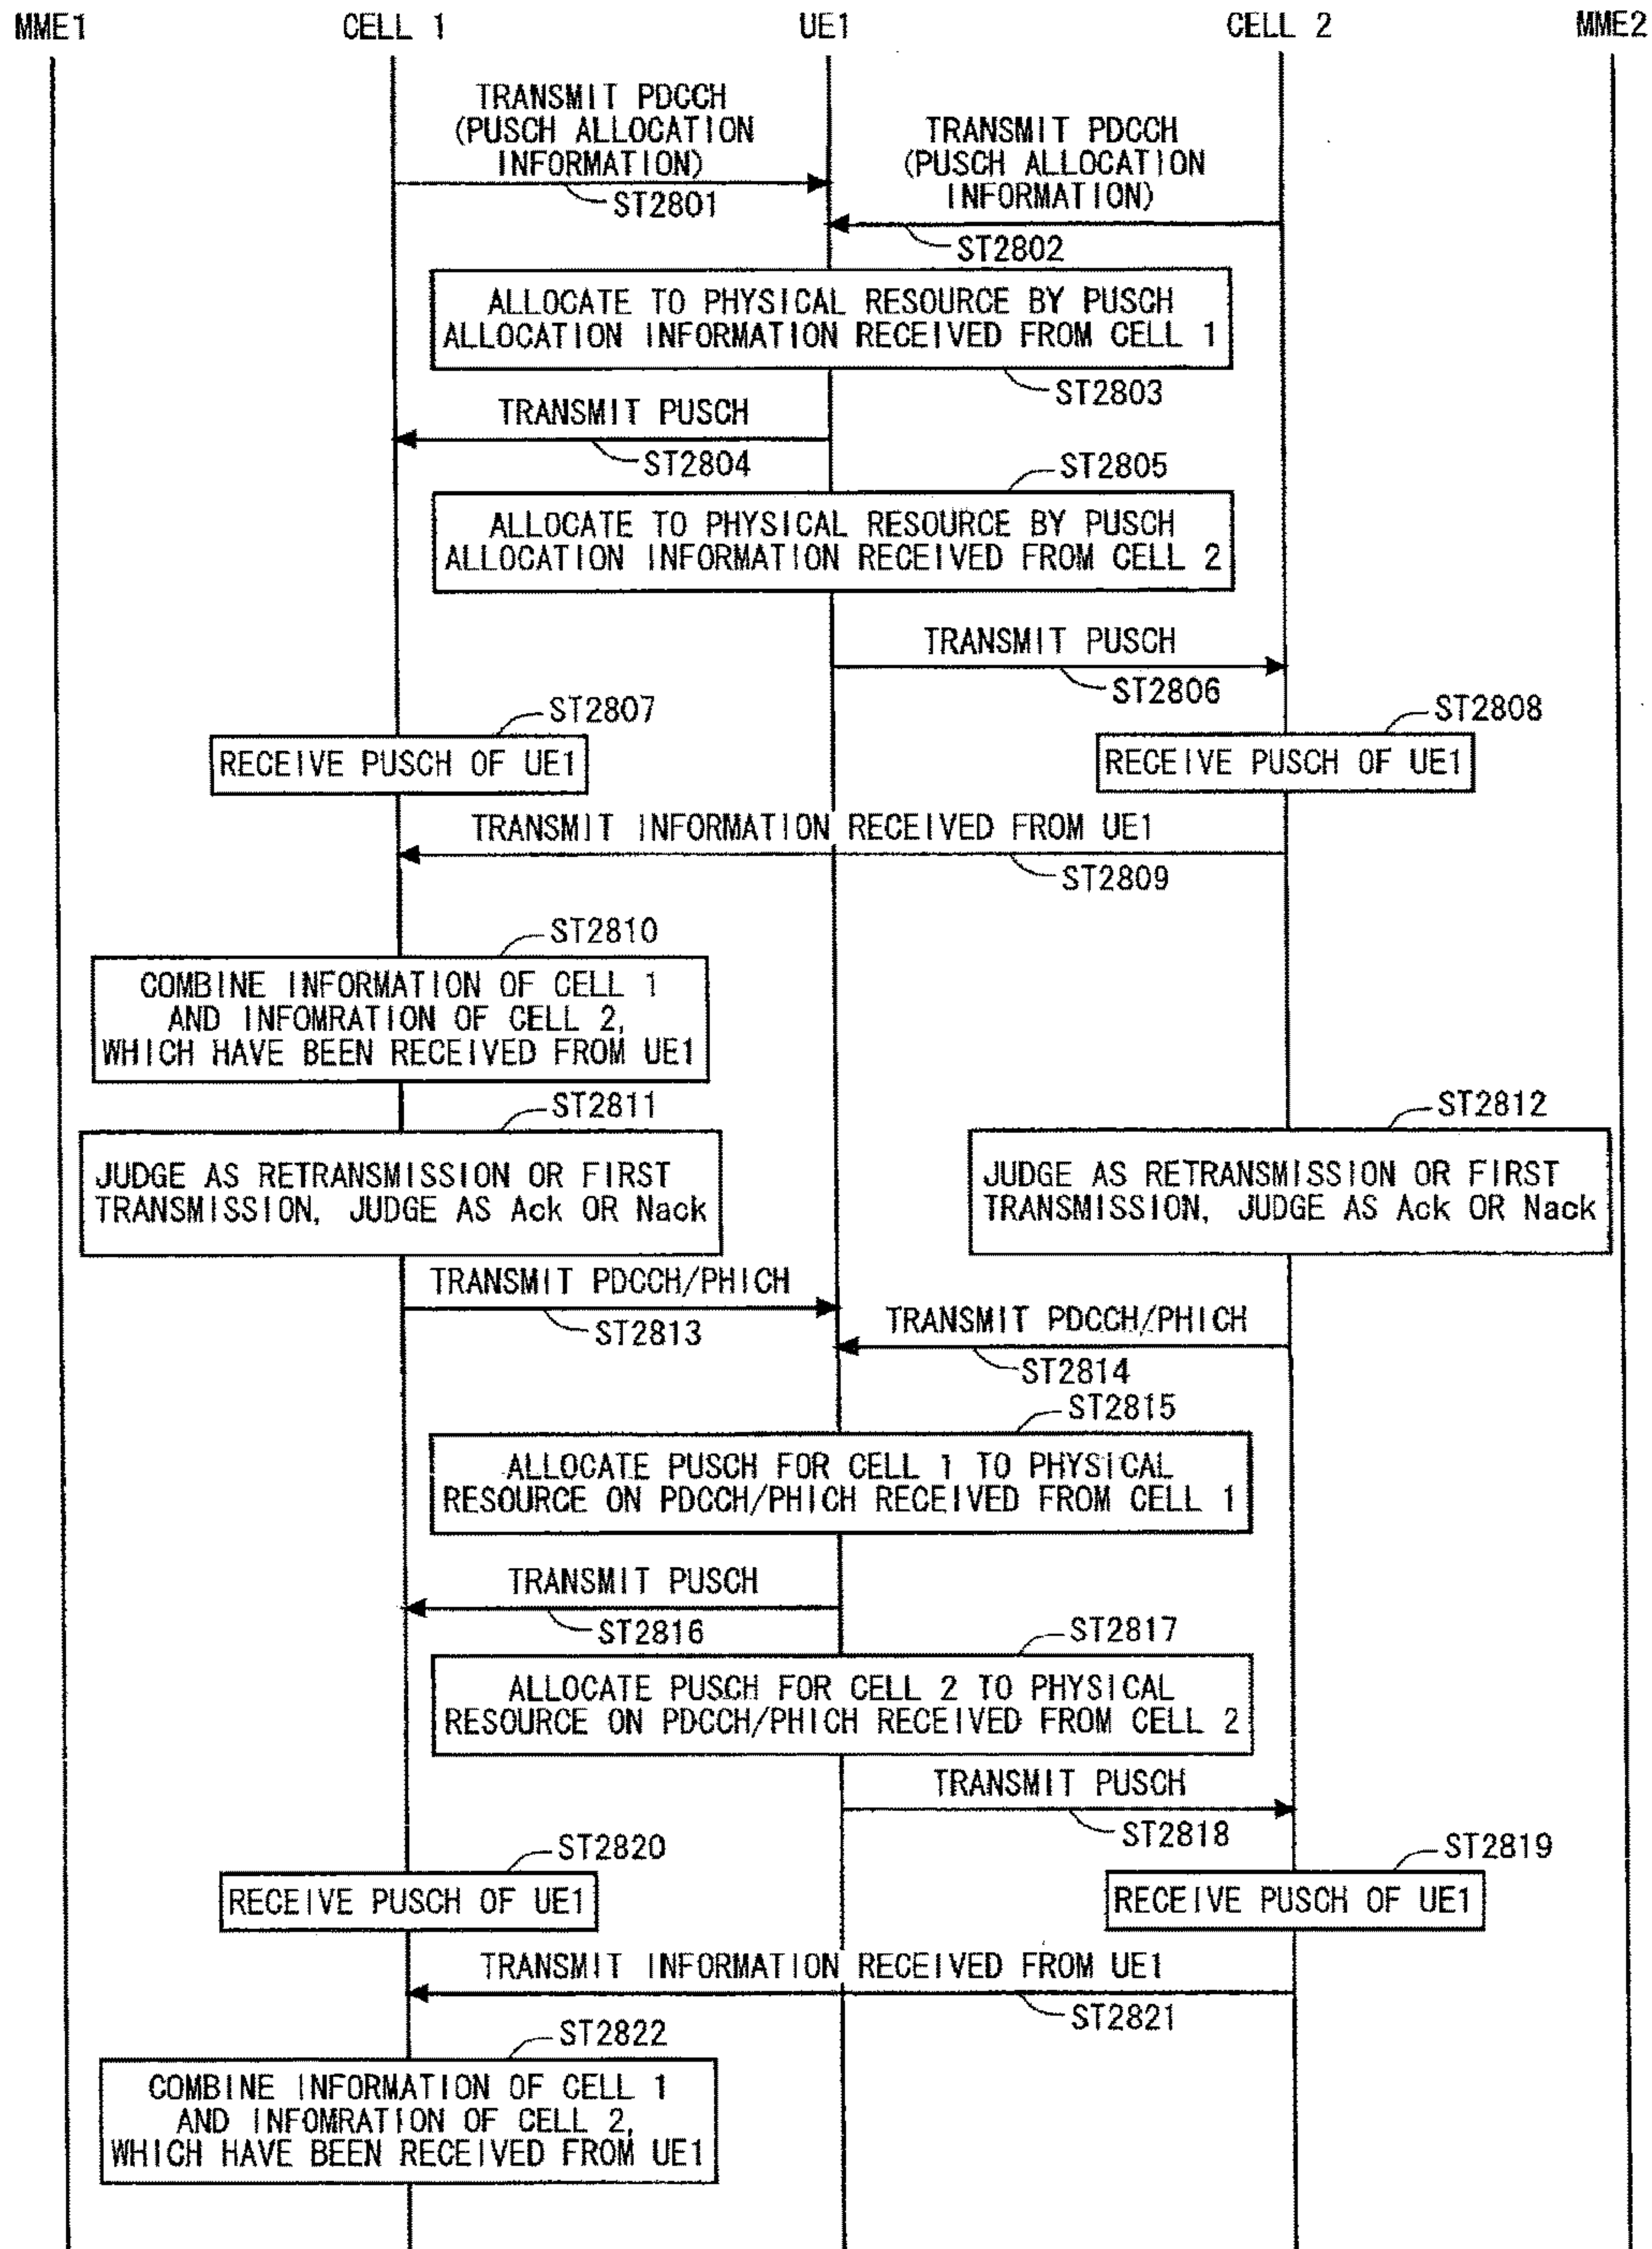 MME1 CELL 1 UE1 CELL 2 MME2
TRANSMIT PDCCH
(PUSCH ALLOCATION
INFORMATION)
ST2801
TRANSMIT PDCCH
(PUSCH ALLOCATION
INFORMATION)
ST2802
ALLOCATE TO PHYSICAL RESOURCE BY PUSCH
ALLOCATION INFORMATION RECEIVED FROM CELL 1
ST2803
TRANSMIT PUSCH
ST2804
ST2805
ALLOCATE TO PHYSICAL RESOURCE BY PUSCH
ALLOCATION INFORMATION RECEIVED FROM CELL 2
TRANSMIT PUSCH
ST2806
ST2807
RECEIVE PUSCH OF UE1
ST2808
RECEIVE PUSCH OF UE1
TRANSMIT INFORMATION RECEIVED FROM UE1
ST2809
ST2810
COMBINE INFORMATION OF CELL 1
AND INFOMRATION OF CELL 2,
WHICH HAVE BEEN RECEIVED FROM UE1
ST2811
JUDGE AS RETRANSMISSION OR FIRST
TRANSMISSION, JUDGE AS Ack OR Nack
ST2812
JUDGE AS RETRANSMISSION OR FIRST
TRANSMISSION, JUDGE AS Ack OR Nack
TRANSMIT PDCCH/PHICH
ST2813
TRANSMIT PDCCH/PHICH
ST2814
ST2815
ALLOCATE PUSCH FOR CELL 1 TO PHYSICAL
RESOURCE ON PDCCH/PHICH RECEIVED FROM CELL 1
TRANSMIT PUSCH
ST2816
ST2817
ALLOCATE PUSCH FOR CELL 2 TO PHYSICAL
RESOURCE ON PDCCH/PHICH RECEIVED FROM CELL 2
TRANSMIT PUSCH
ST2818
ST2820
RECEIVE PUSCH OF UE1
ST2819
RECEIVE PUSCH OF UE1
TRANSMIT INFORMATION RECEIVED FROM UE1
ST2821
ST2822
COMBINE INFORMATION OF CELL 1
AND INFOMRATION OF CELL 2,
WHICH HAVE BEEN RECEIVED FROM UE1